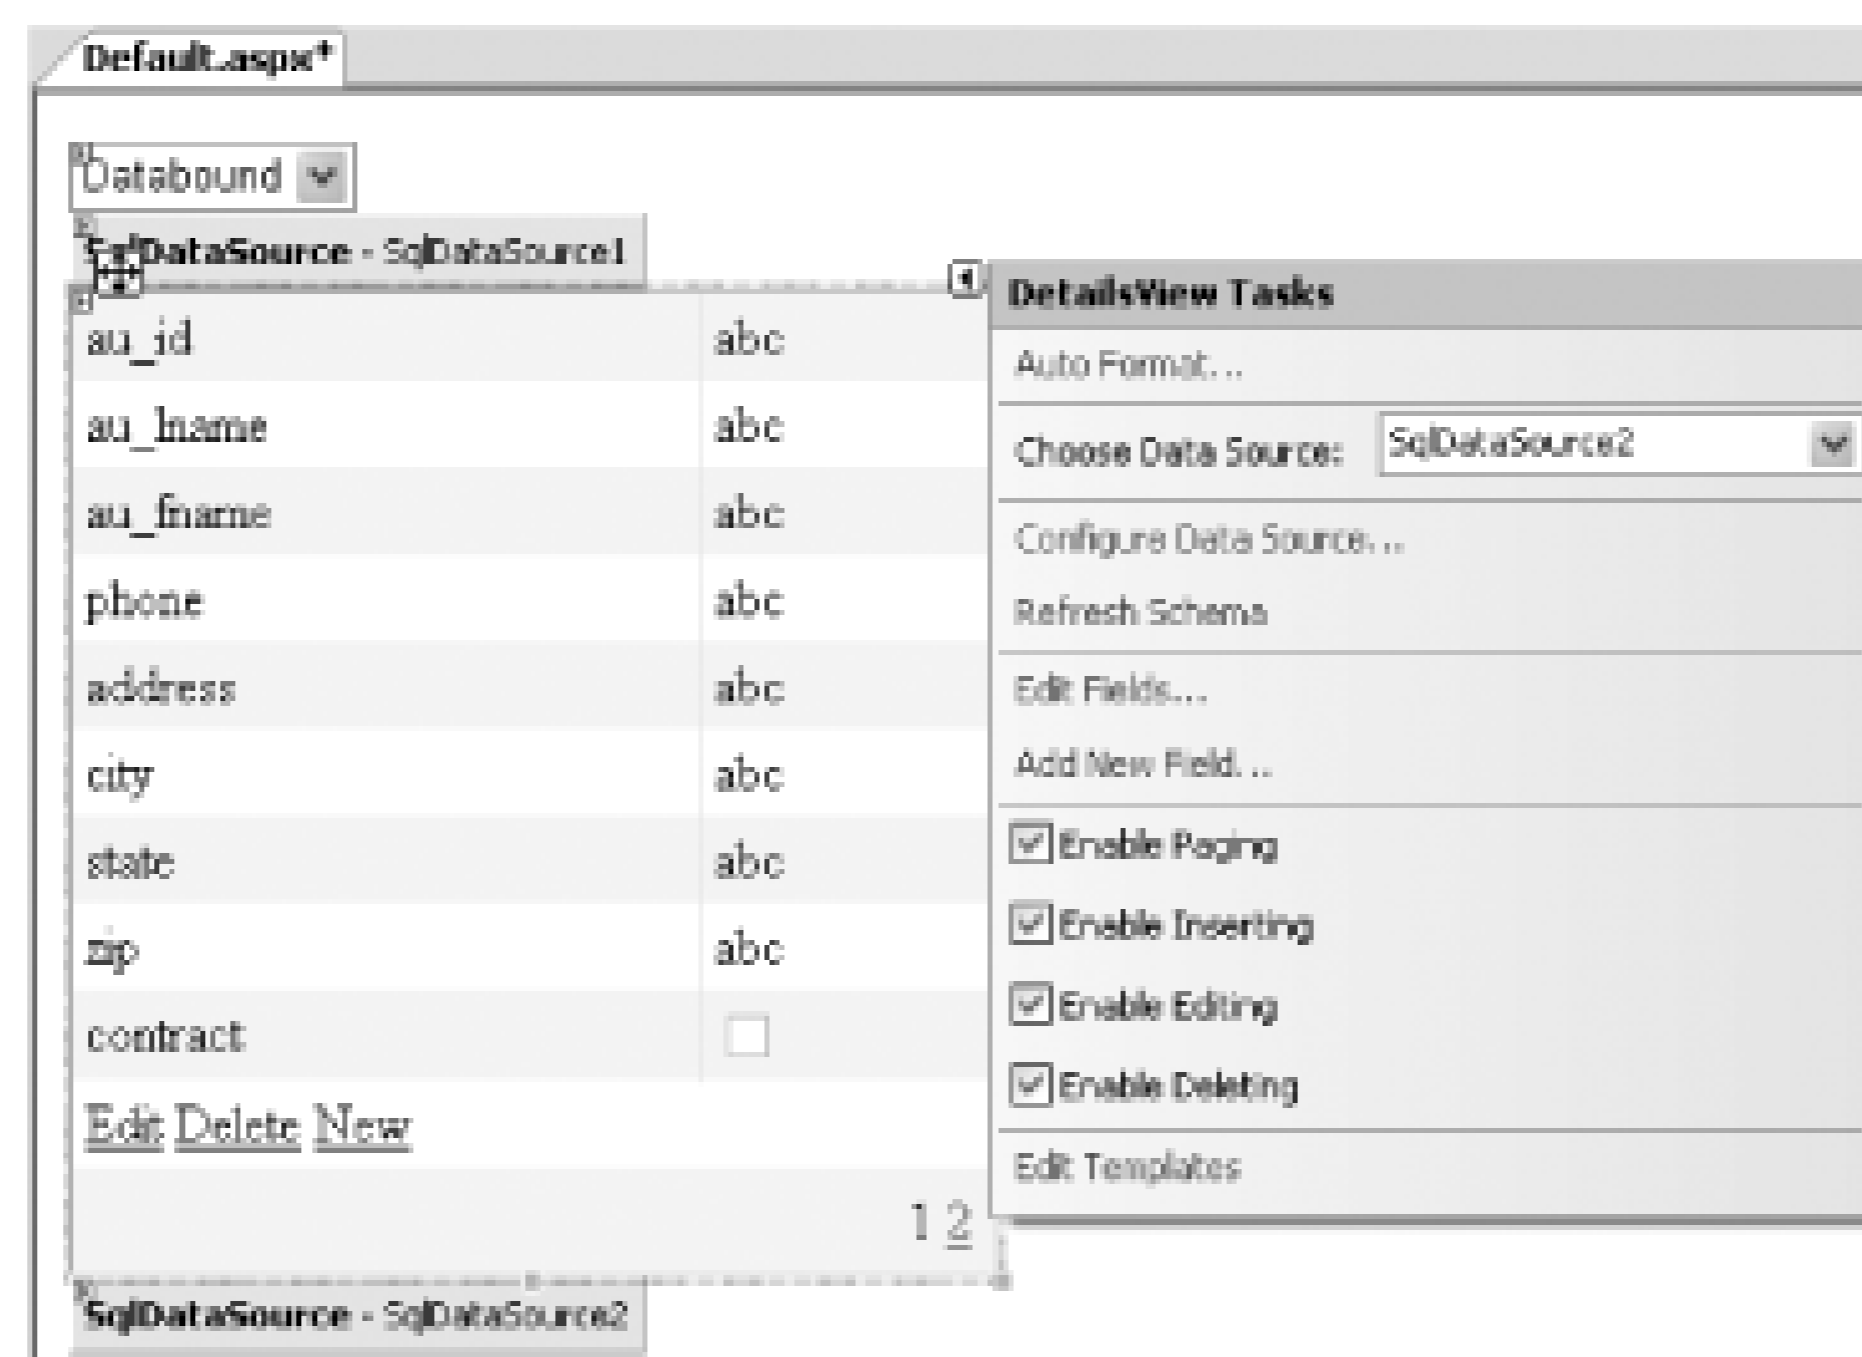 Default.aspx*
Databound
SqlDataSource - SqlDataSource1
au_id abc
au_lname abc
au_fname abc
phone abc
address abc
city abc
state abc
zip abc
contract
Edit Delete New
1 2
SqlDataSource - SqlDataSource2
DetailsView Tasks
Auto Format...
Choose Data Source: SqlDataSource2
Configure Data Source...
Refresh Schema
Edit Fields...
Add New Field...
Enable Paging
Enable Inserting
Enable Editing
Enable Deleting
Edit Templates